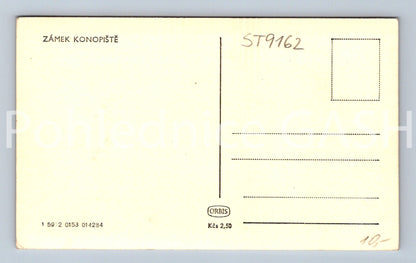 ZÁMEK KONOPIŠTĚ
ST9162
Pohlednice CASH
ORBIS
Kčs 2,50
1 59 2 0153 014284
10,-